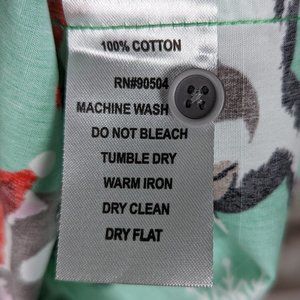 100% COTTON
RN#90504
MACHINE WASH
DO NOT BLEACH
TUMBLE DRY
WARM IRON
DRY CLEAN
DRY FLAT